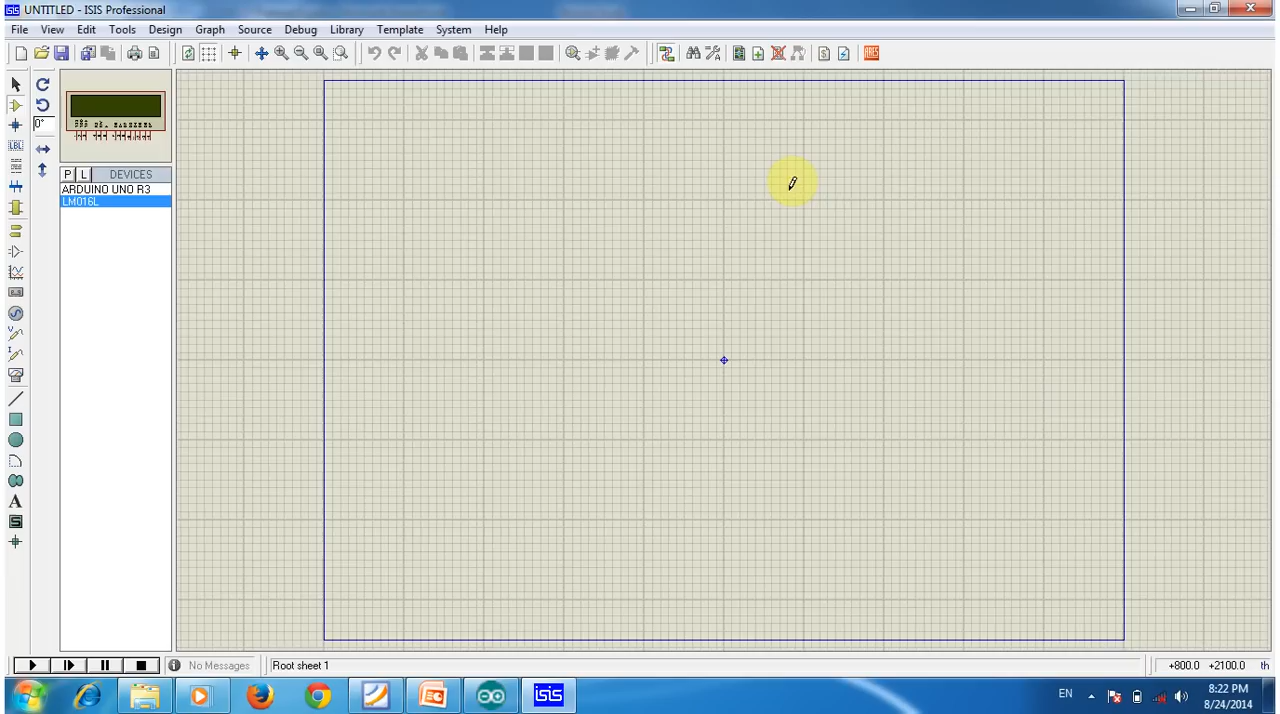 UNTITLED - ISIS Professional
File View Edit Tools Design Graph Source Debug Library Template System Help
0°
LBL
P L DEVICES
ARDUINO UNO R3
LM016L
A
S
No Messages
Root sheet 1
+800.0 +2100.0 th
isis
EN
8:22 PM
8/24/2014